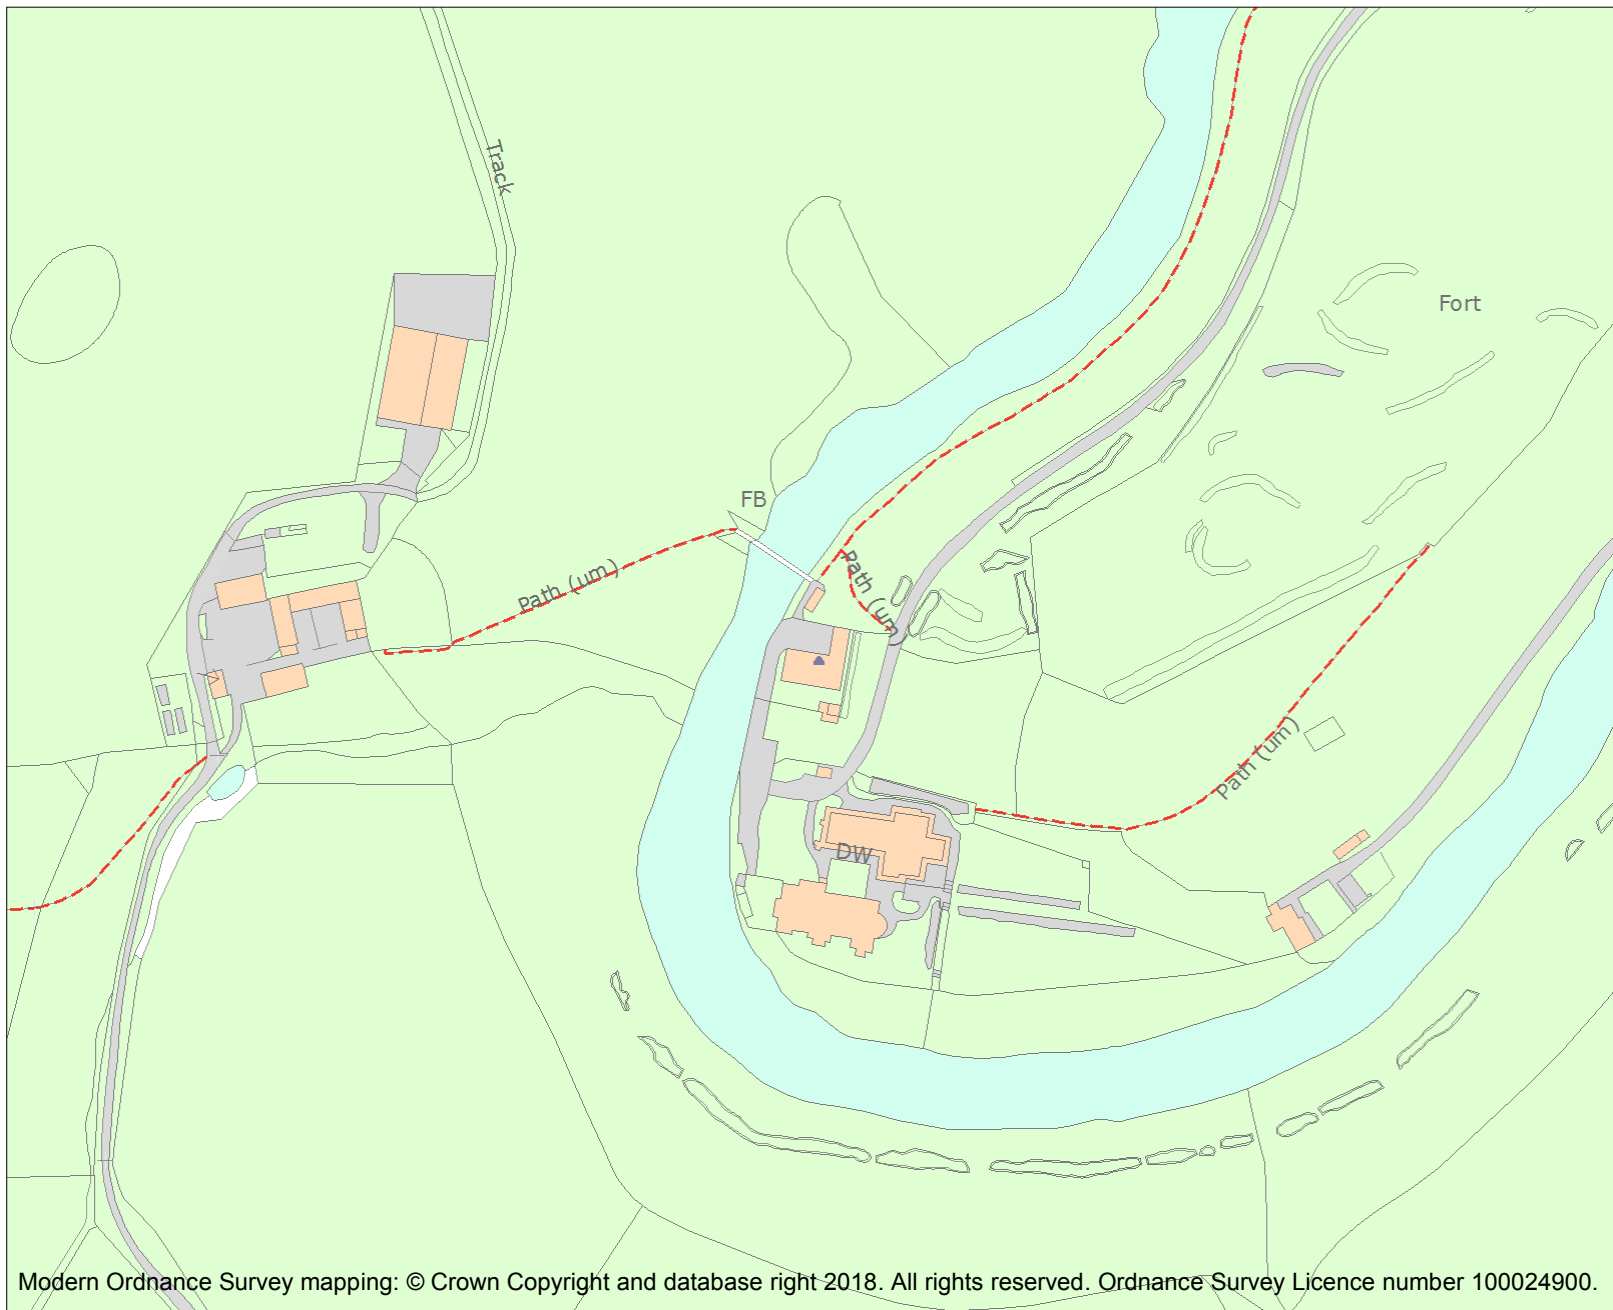 Track
Fort
FB
Path (um)
Path (um)
Path (um)
DW
Modern Ordnance Survey mapping: © Crown Copyright and database right 2018. All rights reserved. Ordnance Survey Licence number 100024900.